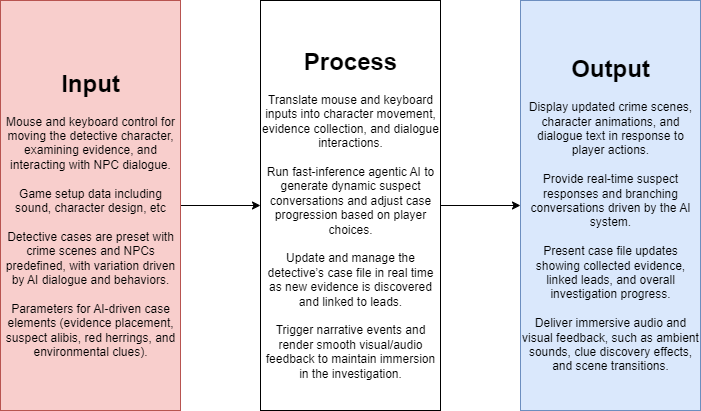 Input
Mouse and keyboard control for
moving the detective character,
examining evidence, and
interacting with NPC dialogue.
Game setup data including
sound, character design, etc
Detective cases are preset with
crime scenes and NPCs
predefined, with variation driven
by AI dialogue and behaviors.
Parameters for AI-driven case
elements (evidence placement,
suspect alibis, red herrings, and
environmental clues).
Process
Translate mouse and keyboard
inputs into character movement,
evidence collection, and dialogue
interactions.
Run fast-inference agentic AI to
generate dynamic suspect
conversations and adjust case
progression based on player
choices.
Update and manage the
detective's case file in real time
as new evidence is discovered
and linked to leads.
Trigger narrative events and
render smooth visual/audio
feedback to maintain immersion
in the investigation.
Output
Display updated crime scenes,
character animations, and
dialogue text in response to
player actions.
Provide real-time suspect
responses and branching
conversations driven by the AI
system.
Present case file updates
showing collected evidence,
linked leads, and overall
investigation progress.
Deliver immersive audio and
visual feedback, such as ambient
sounds, clue discovery effects,
and scene transitions.